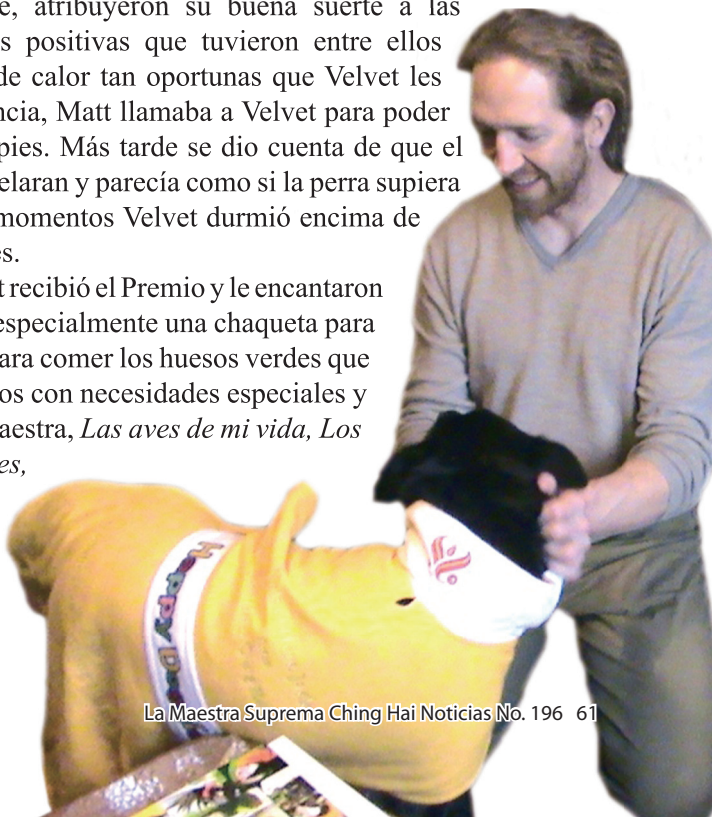 e, atribuyeron su buena suerte a las
s positivas que tuvieron entre ellos
de calor tan oportunas que Velvet les
ncia, Matt llamaba a Velvet para poder
pies. Más tarde se dio cuenta de que el
elaran y parecía como si la perra supiera
momentos Velvet durmió encima de
es.
t recibió el Premio y le encantaron
especialmente una chaqueta para
ara comer los huesos verdes que
os con necesidades especiales y
aestra, Las aves de mi vida, Los
es,
Happy Do
La Maestra Suprema Ching Hai Noticias No. 196 61